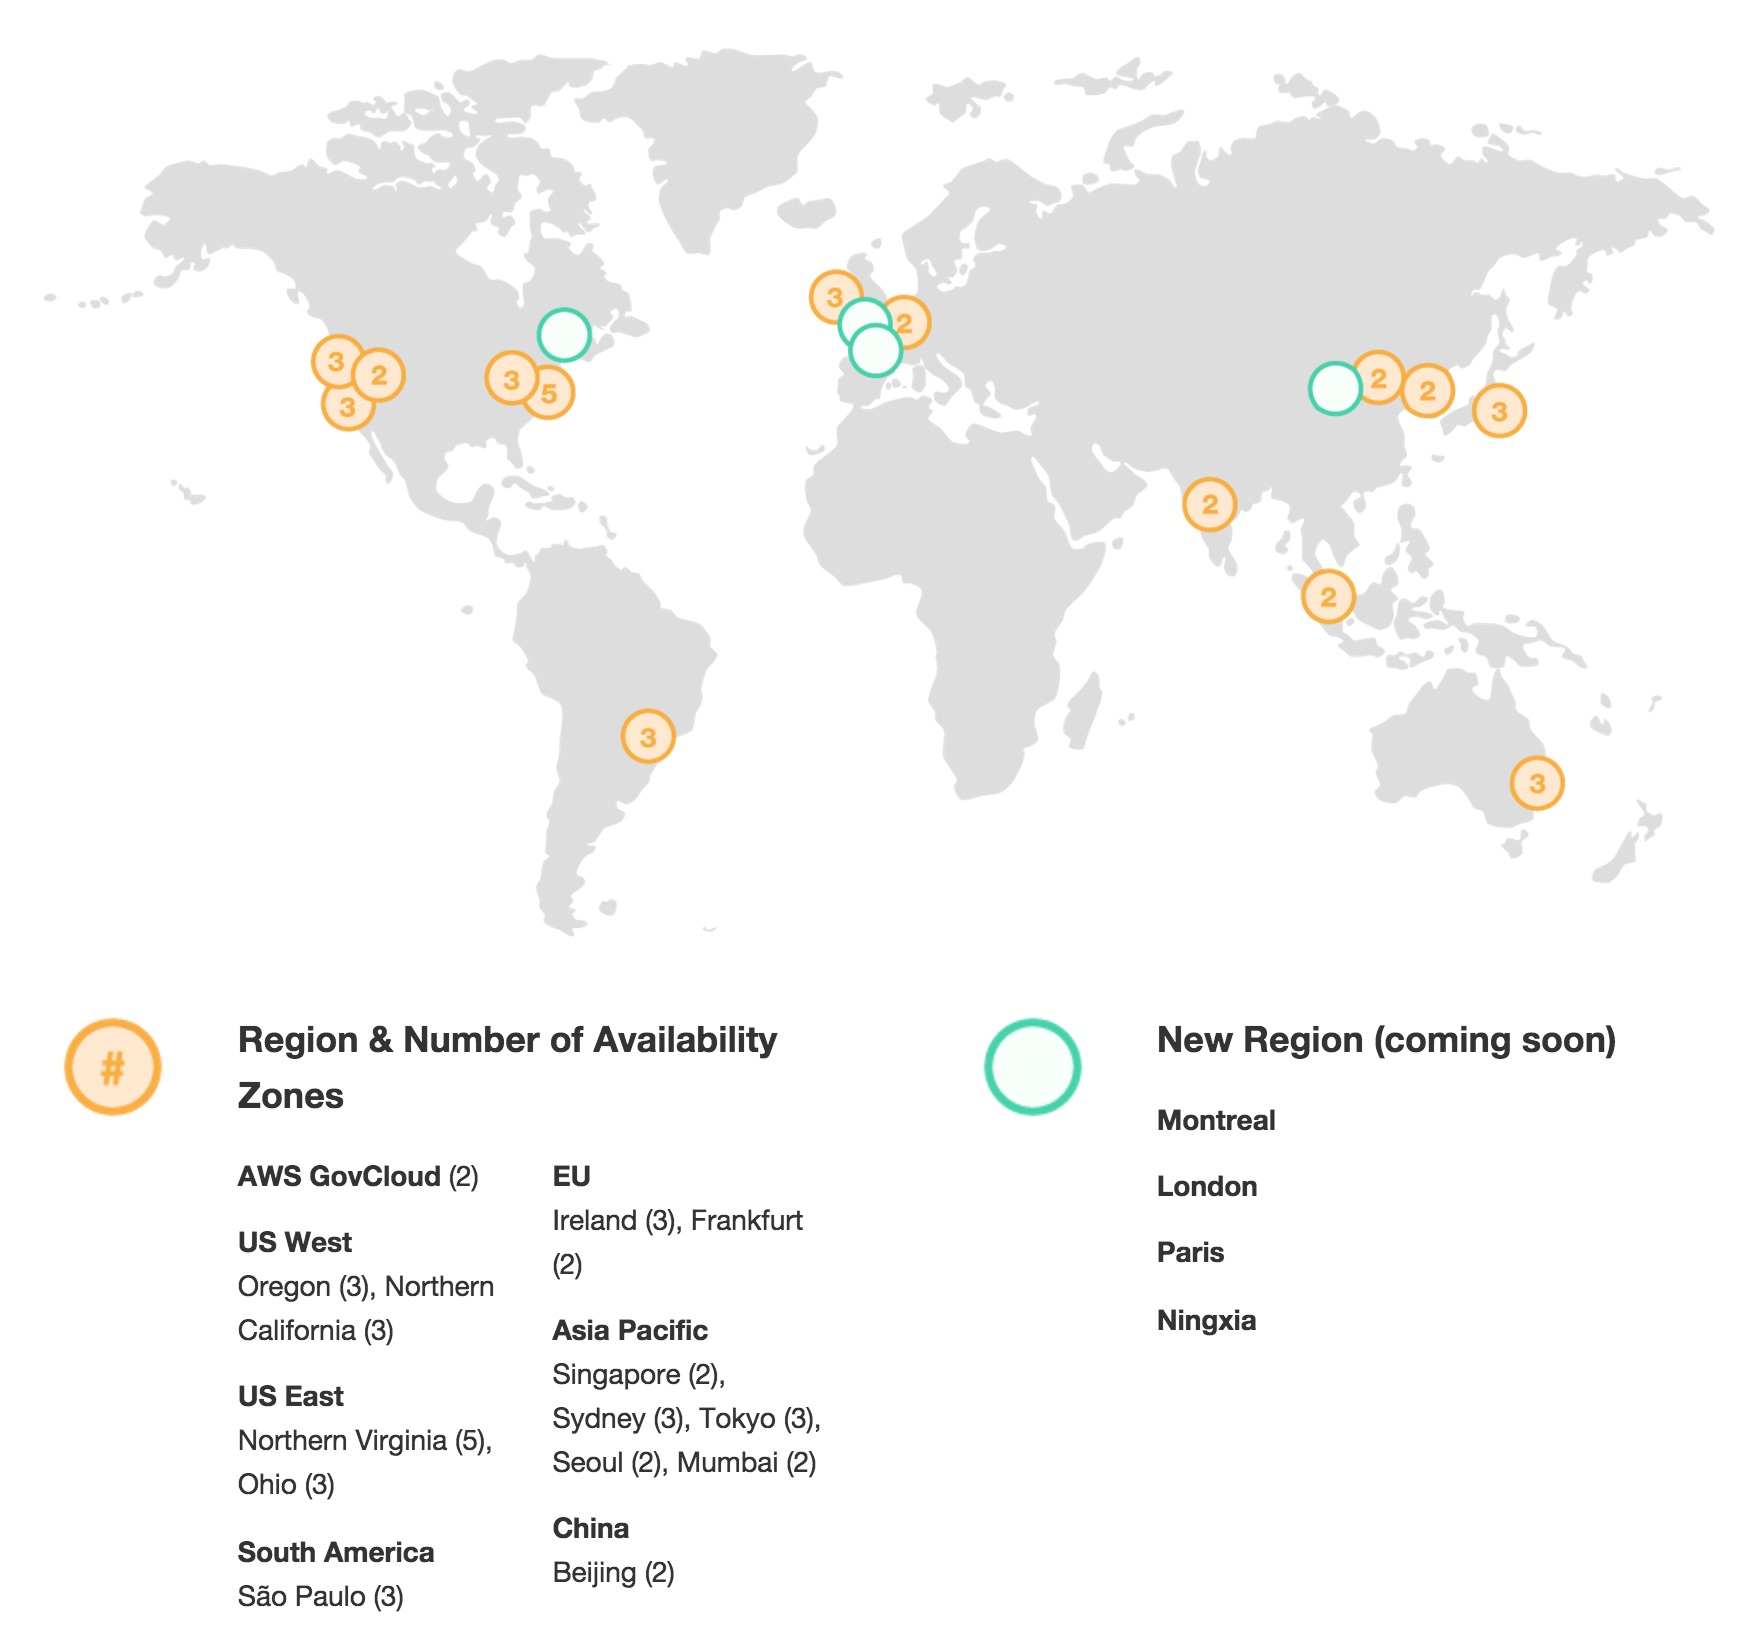 3
2
3
2
3
3
5
2
2
3
2
2
3
3
#
Region & Number of Availability
Zones
AWS GovCloud (2)
US West
Oregon (3), Northern
California (3)
US East
Northern Virginia (5),
Ohio (3)
South America
São Paulo (3)
EU
Ireland (3), Frankfurt
(2)
Asia Pacific
Singapore (2),
Sydney (3), Tokyo (3),
Seoul (2), Mumbai (2)
China
Beijing (2)
New Region (coming soon)
Montreal
London
Paris
Ningxia